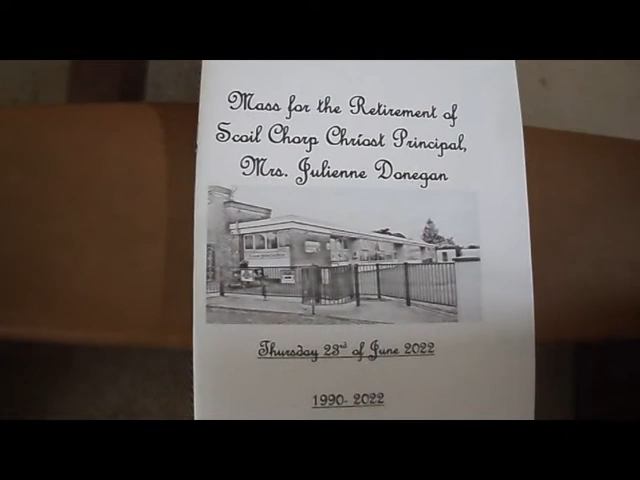 Mass for the Retirement of
Scoil Chorp Chríost Principal,
Mrs. Julienne Donegan
Thursday 23rd of June 2022
1990- 2022